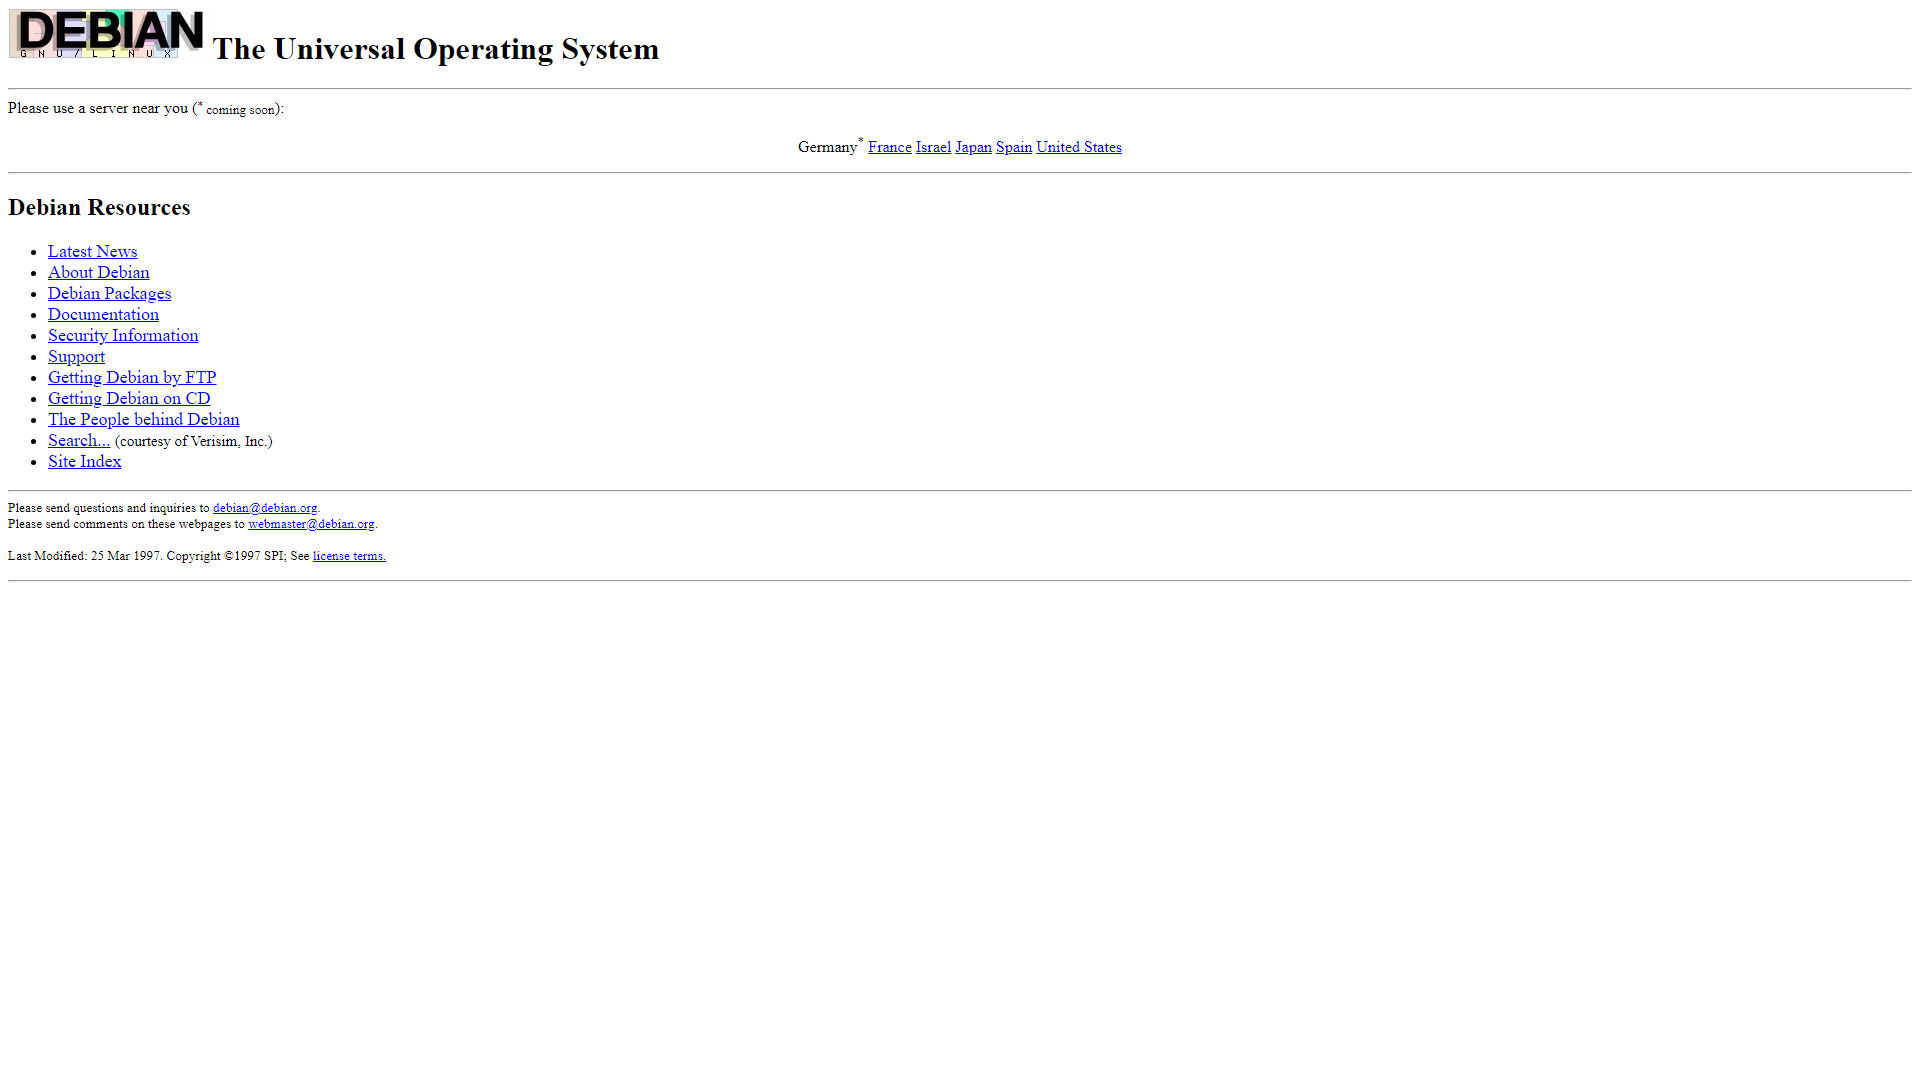 DEBIAN
GNU/LINUX
The Universal Operating System
Please use a server near you (* coming soon):
Germany* France Israel Japan Spain United States
Debian Resources
Latest News
About Debian
Debian Packages
Documentation
Security Information
Support
Getting Debian by FTP
Getting Debian on CD
The People behind Debian
Search... (courtesy of Verisim, Inc.)
Site Index
Please send questions and inquiries to debian@debian.org.
Please send comments on these webpages to webmaster@debian.org.
Last Modified: 25 Mar 1997. Copyright ©1997 SPI; See license terms.